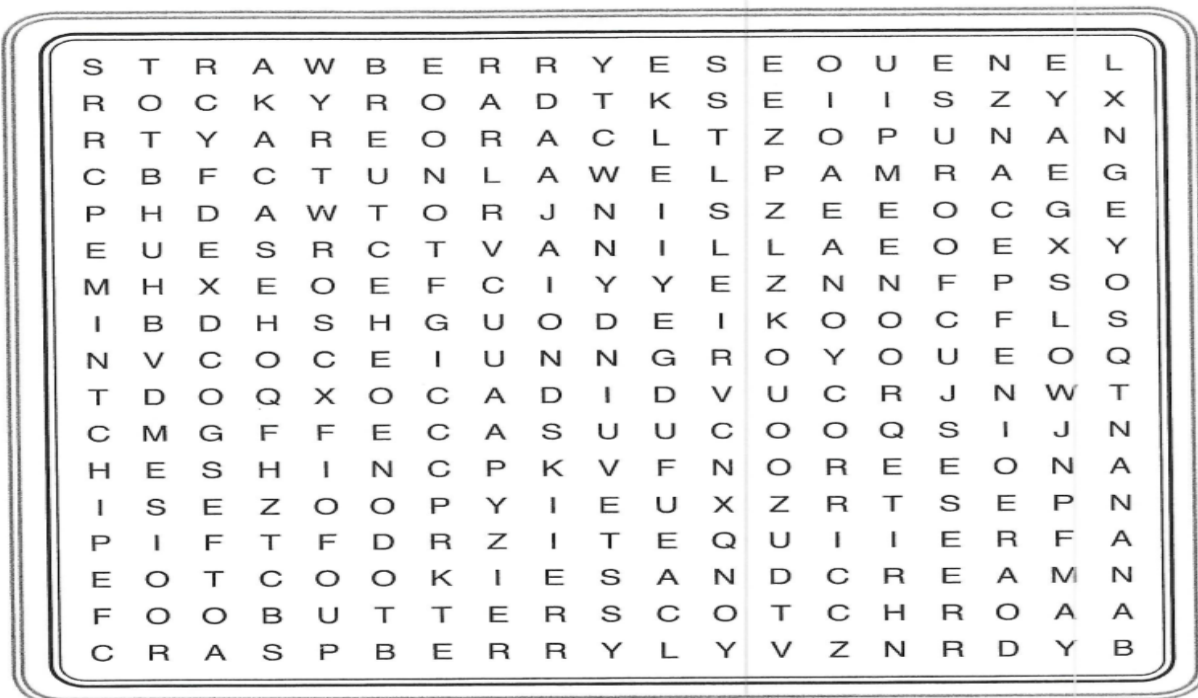 S T R A W B E R R Y E S E O U E N E L
R O C K Y R O A D T K S E I I S Z Y X
R T Y A R E O R A C L T Z O P U N A N
C B F C T U N L A W E L P A M R A E G
P H D A W T O R J N I S Z E E O C G E
E U E S R C T V A N I L L A E O E X Y
M H X E O E F C I Y Y E Z N N F P S O
I B D H S H G U O D E I K O O C F L S
N V C O C E I U N N G R O Y O U E O Q
T D O Q X O C A D I D V U C R J N W T
C M G F F E C A S U U C O O Q S I J N
H E S H I N C P K V F N O R E E O N A
I S E Z O O P Y I E U X Z R T S E P N
P I F T F D R Z I T E Q U I I E R F A
E O T C O O K I E S A N D C R E A M N
F O O B U T T E R S C O T C H R O A A
C R A S P B E R R Y L Y V Z N R D Y B